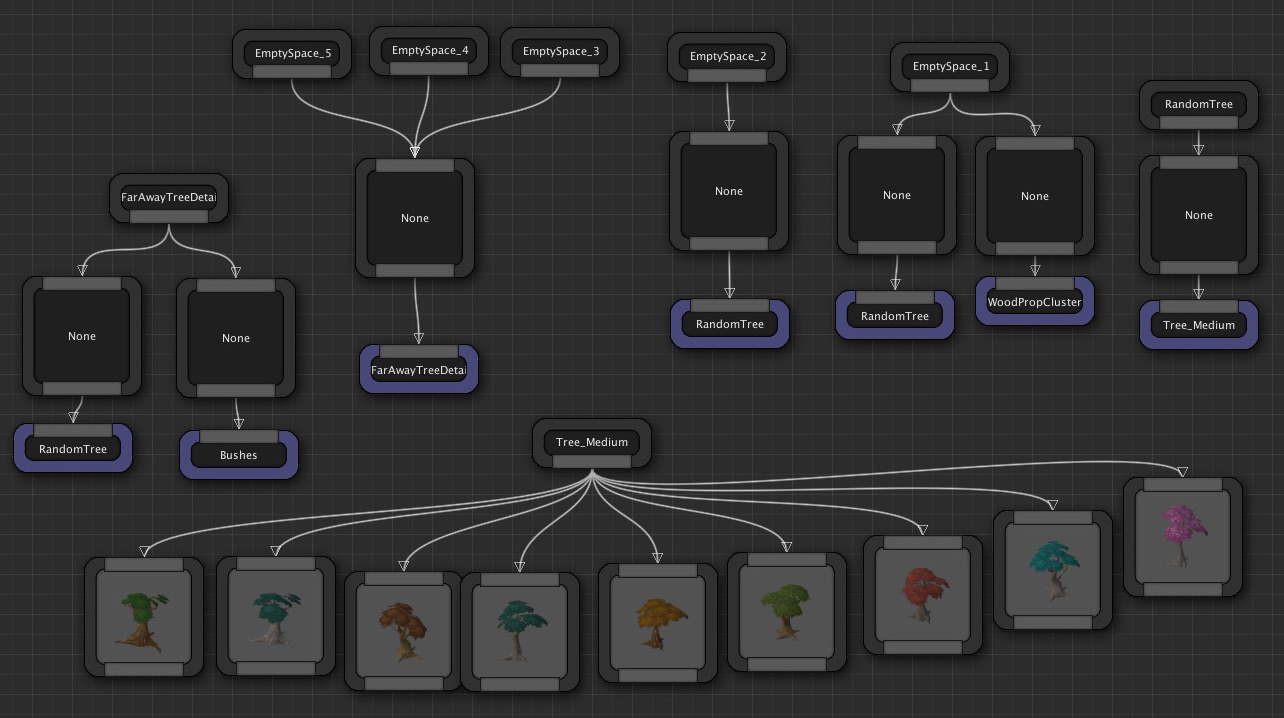 EmptySpace_5
EmptySpace_4
EmptySpace_3
EmptySpace_2
EmptySpace_1
RandomTree
FarAwayTreeDetai
None
None
None
None
None
None
None
RandomTree
RandomTree
WoodPropCluster
Tree_Medium
FarAwayTreeDetai
RandomTree
Bushes
Tree_Medium